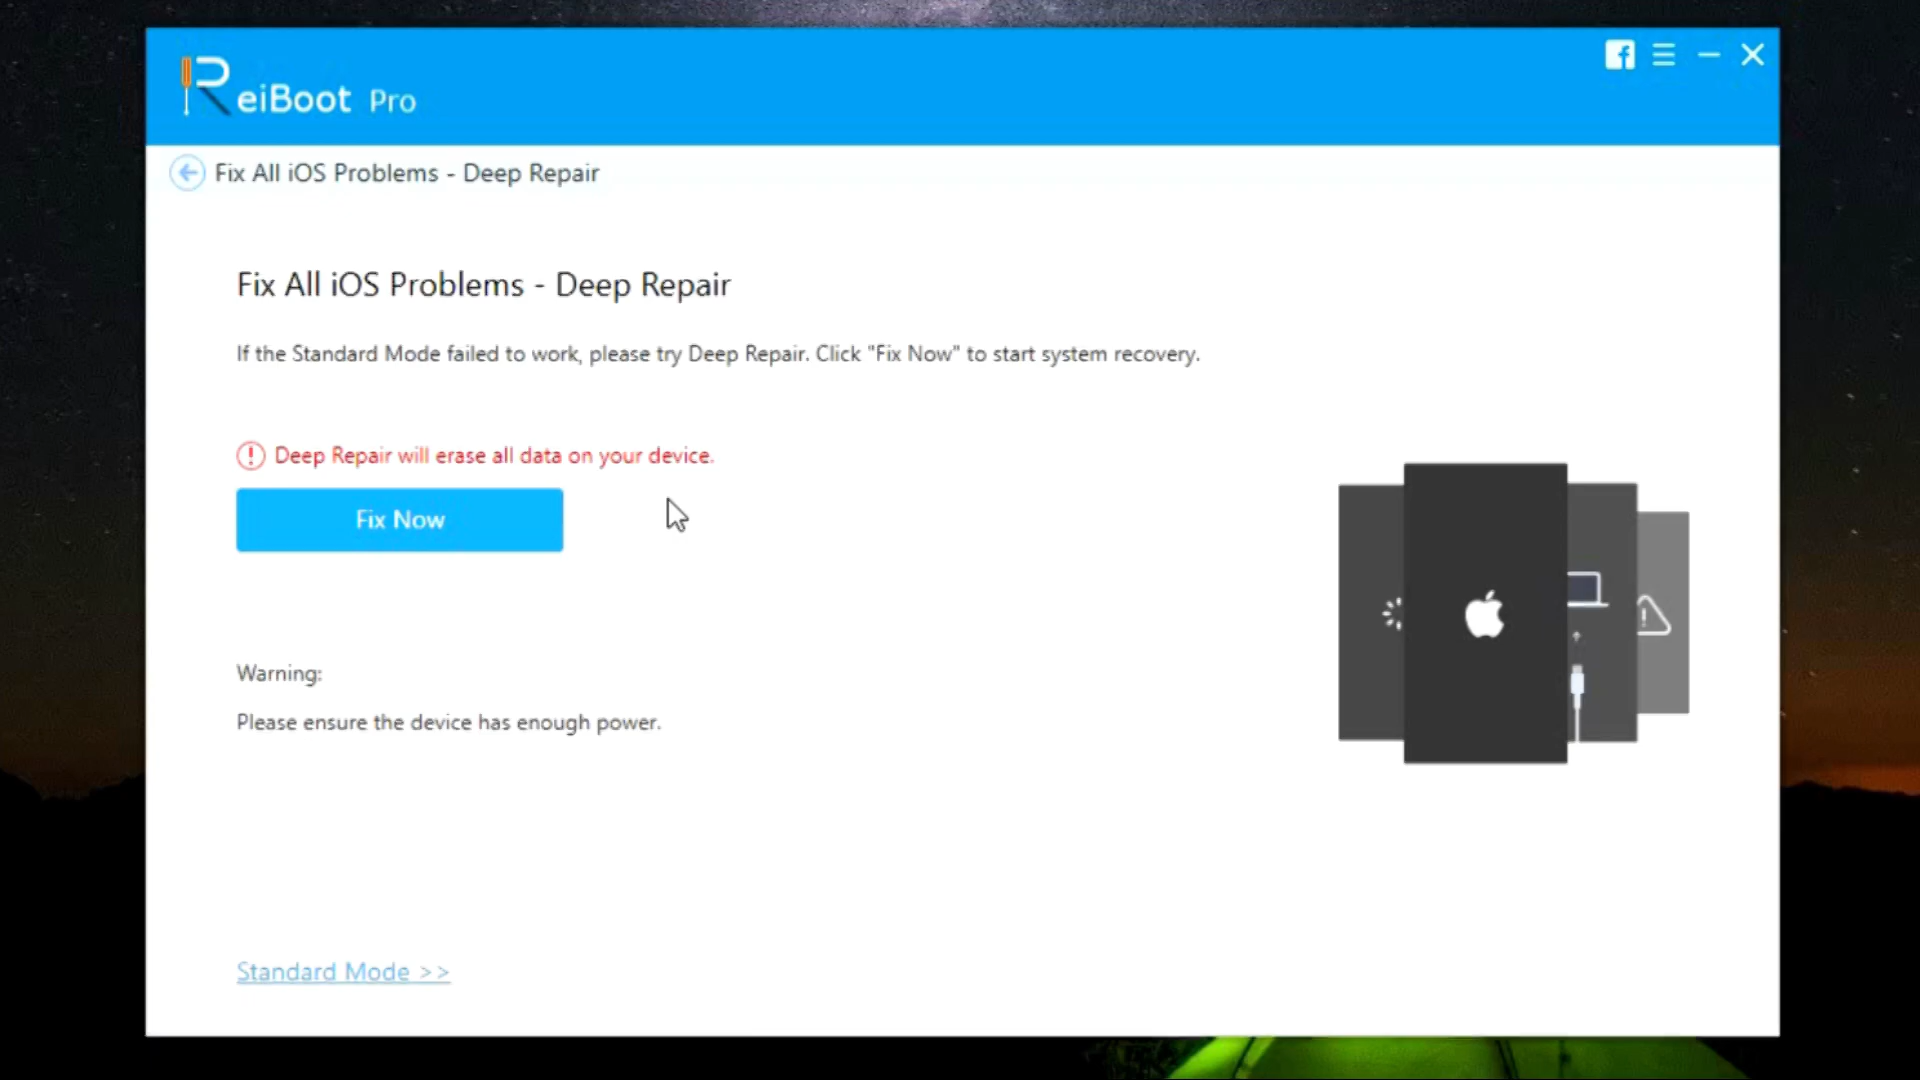 ReiBoot Pro
Fix All iOS Problems - Deep Repair
Fix All iOS Problems - Deep Repair
If the Standard Mode failed to work, please try Deep Repair. Click "Fix Now" to start system recovery.
Deep Repair will erase all data on your device.
Fix Now
Warning:
Please ensure the device has enough power.
Standard Mode >>